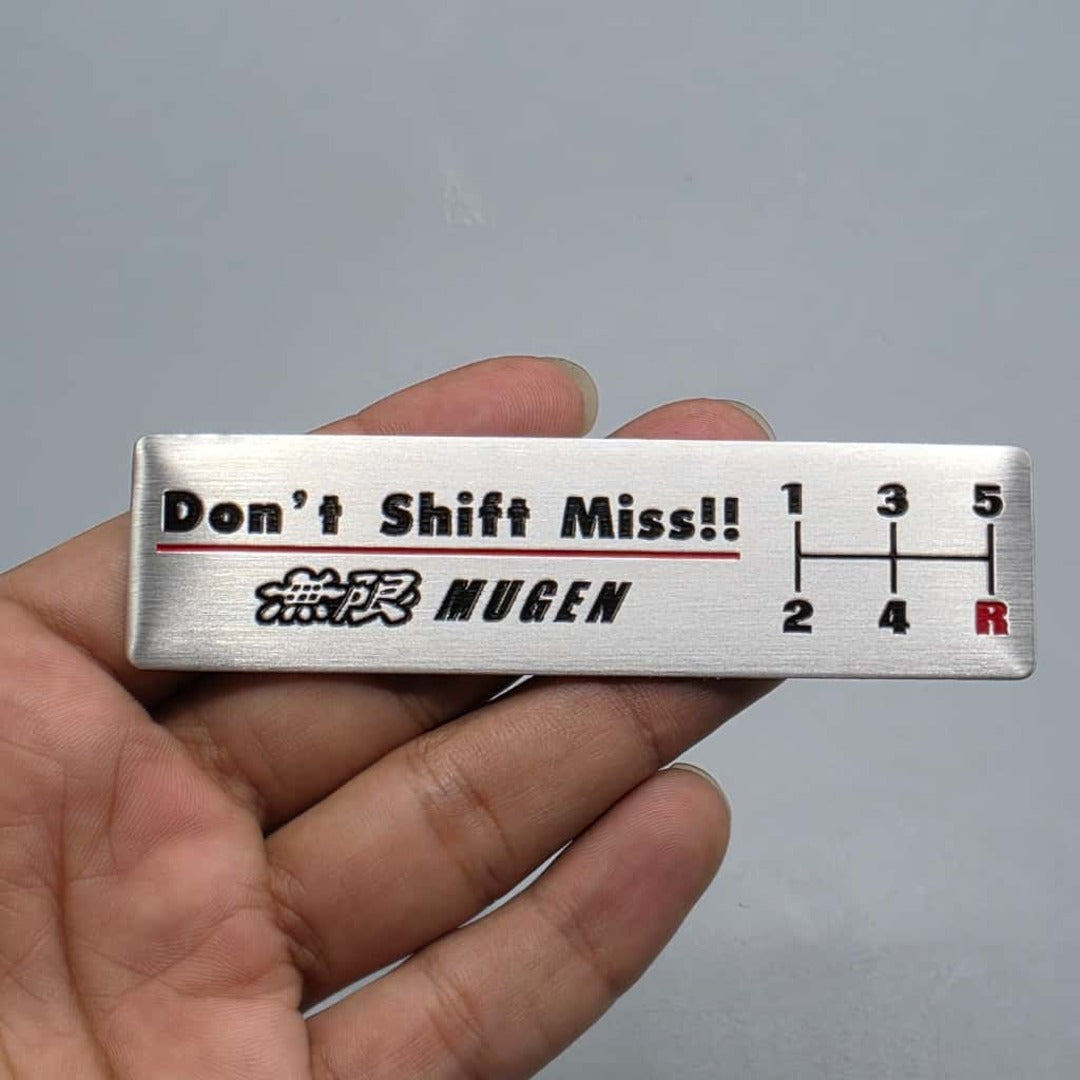 Don't Shift Miss!!
無限 MUGEN
1 3 5
2 4 R